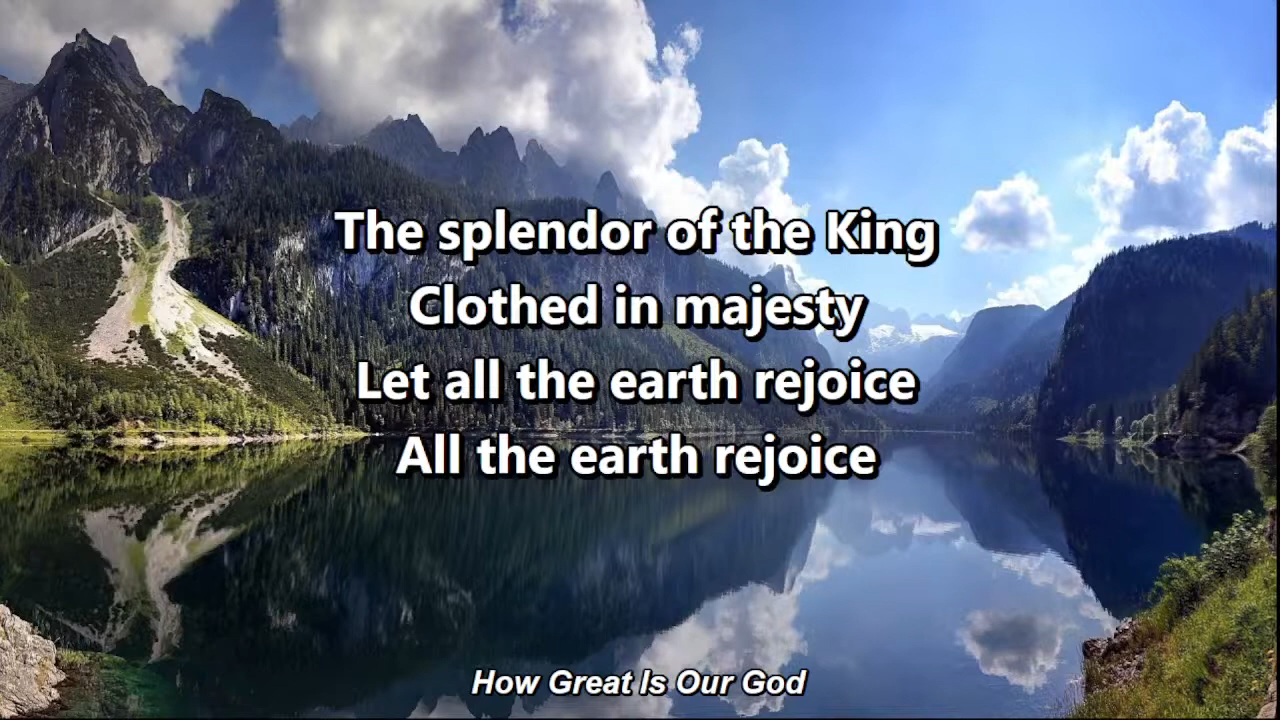 The splendor of the King
Clothed in majesty
Let all the earth rejoice
All the earth rejoice
How Great Is Our God